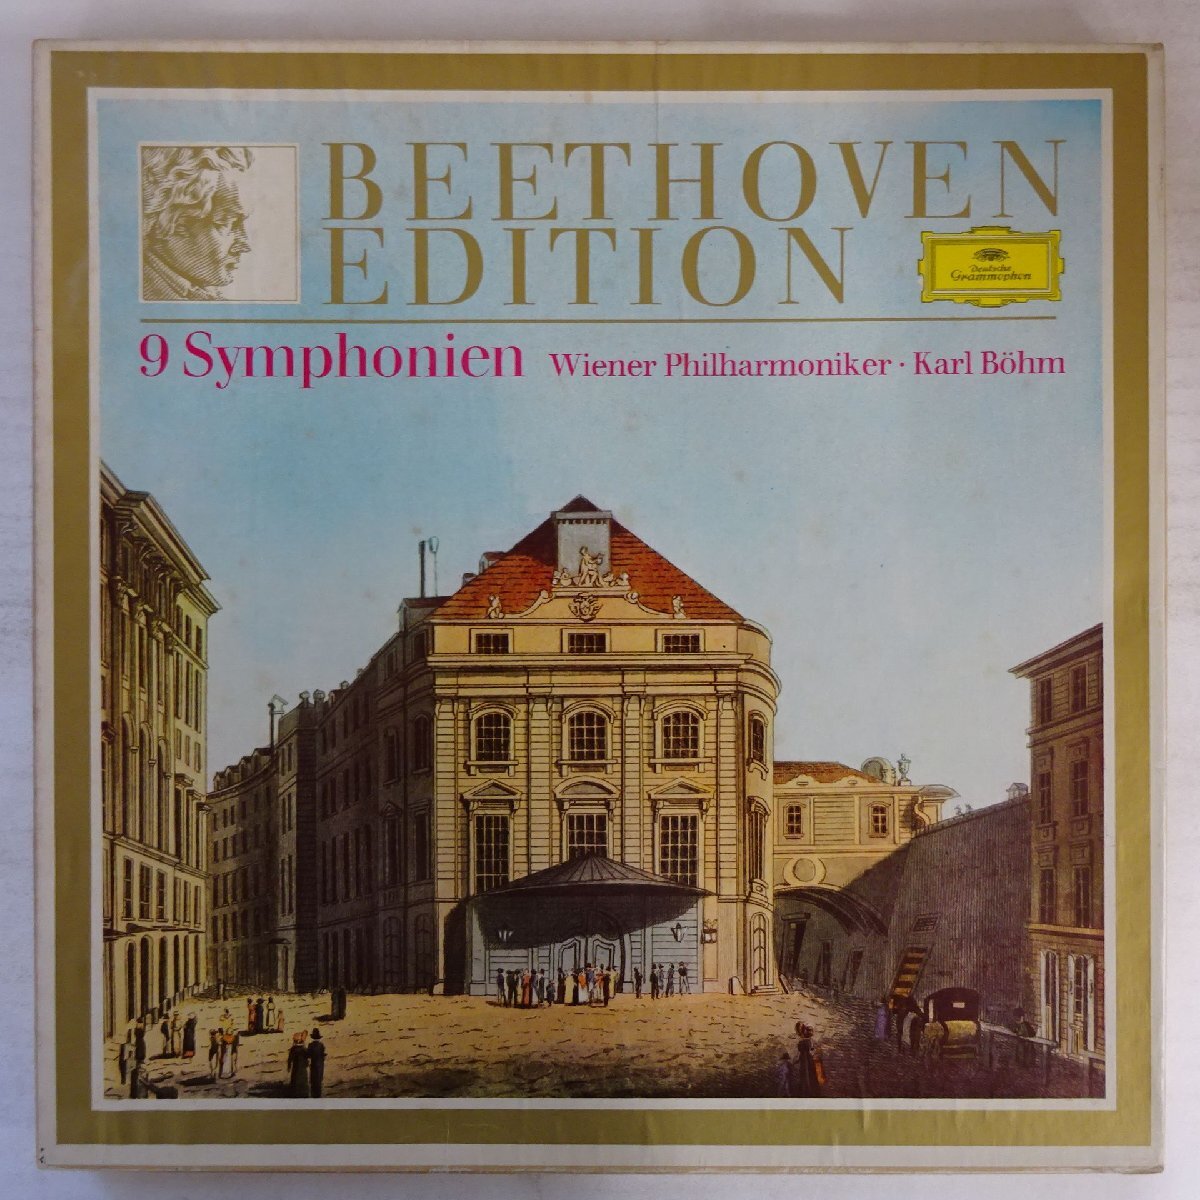 BEETHOVEN
EDITION
Deutsche
Grammophon
9 Symphonien Wiener Philharmoniker · Karl Böhm